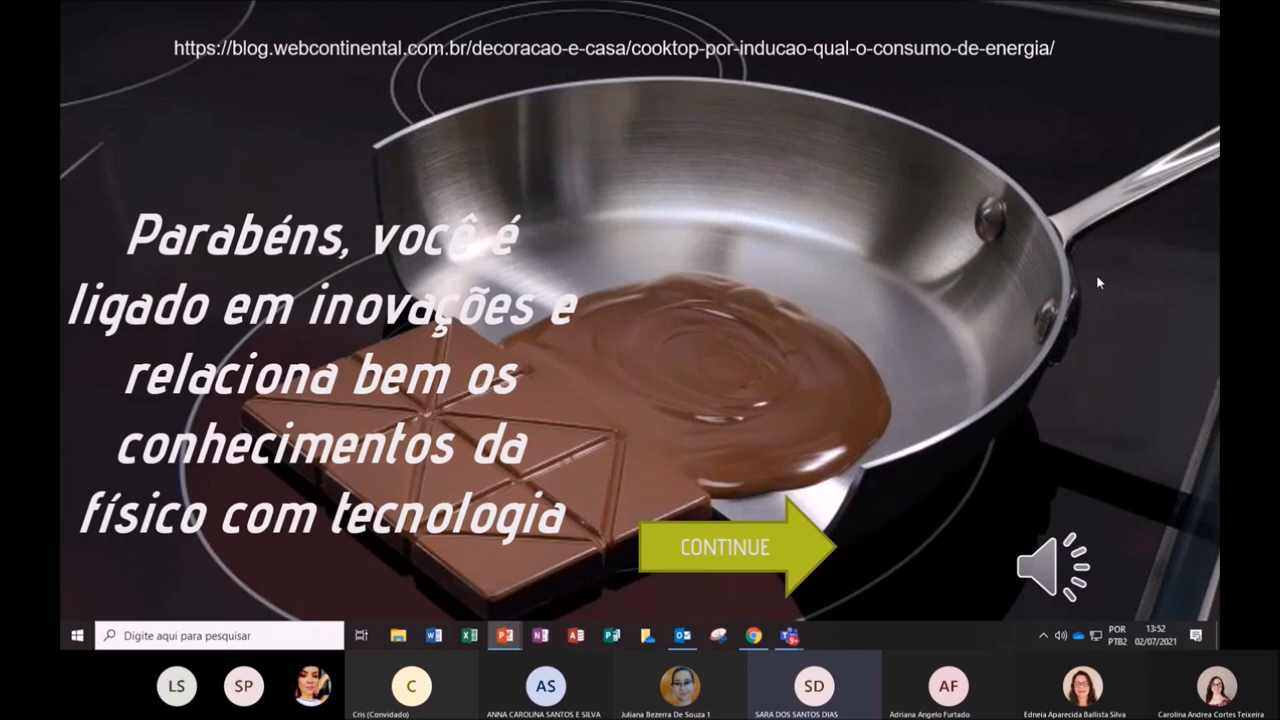 https://blog.webcontinental.com.br/decoracao-e-casa/cooktop-por-inducao-qual-o-consumo-de-energia/
Parabéns, você é
ligado em inovações e
relaciona bem os
conhecimentos da
físico com tecnologia
CONTINUE
Digite aqui para pesquisar
POR
PTB2
13:52
02/07/2021
LS
SP
C
AS
SD
AF
Cris (Convidado)
ANNA CAROLINA SANTOS E SILVA
Juliana Bezerra De Souza 1
SARA DOS SANTOS DIAS
Adriana Angelo Furtado
Edneia Aparecida Ballista Silva
Carolina Andrea Cortes Teixeira